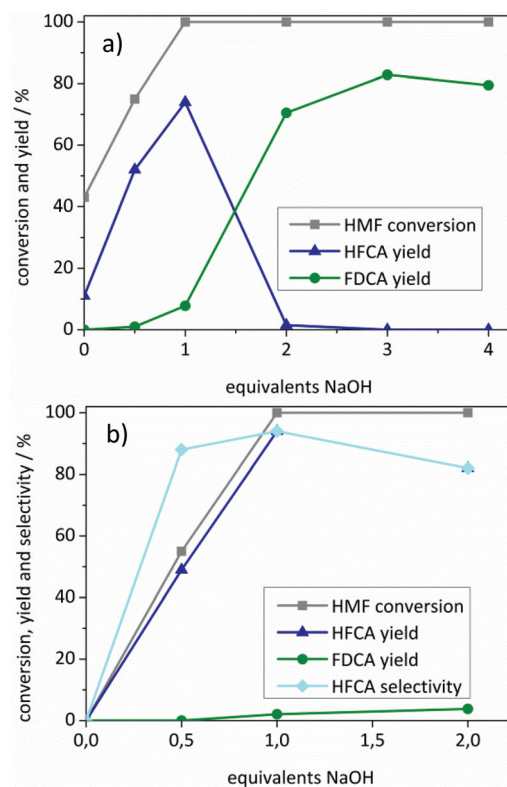 a)
conversion and yield / %
100
80
60
40
20
0
HMF conversion
HFCA yield
FDCA yield
0 1 2 3 4
equivalents NaOH
b)
conversion, yield and selectivity / %
100
80
60
40
20
0
HMF conversion
HFCA yield
FDCA yield
HFCA selectivity
0,0 0,5 1,0 1,5 2,0
equivalents NaOH